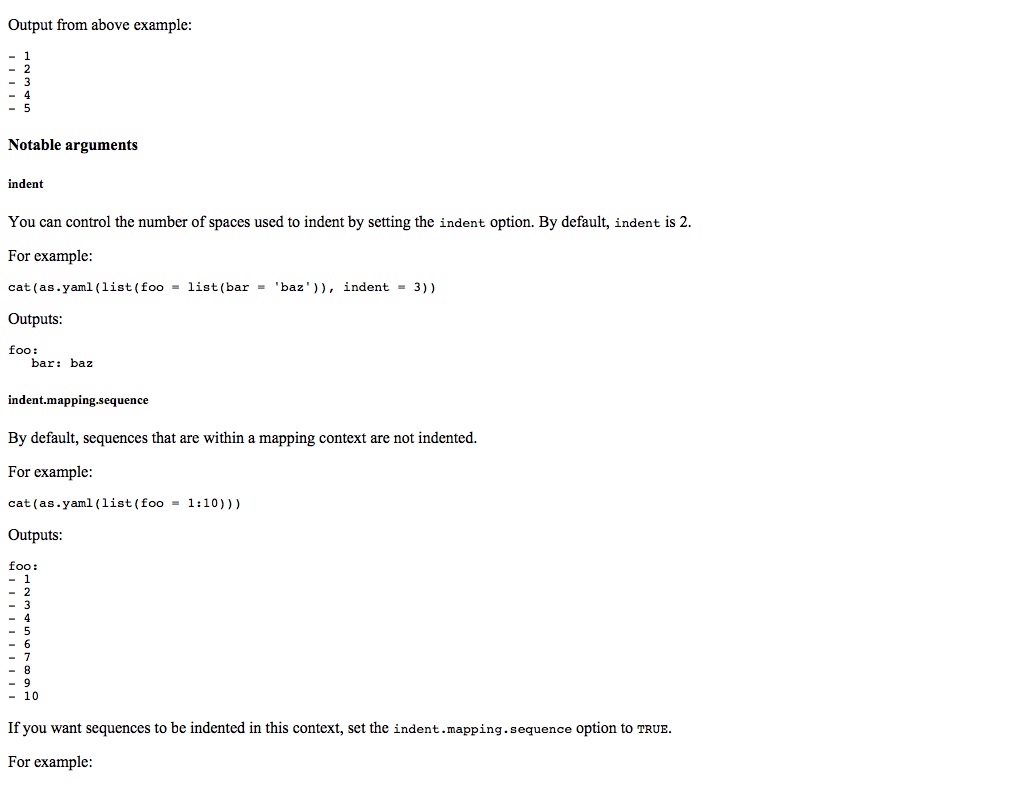 Output from above example:
- 1
- 2
- 3
- 4
- 5
Notable arguments
indent
You can control the number of spaces used to indent by setting the indent option. By default, indent is 2.
For example:
cat(as.yaml(list(foo = list(bar = 'baz')), indent = 3))
Outputs:
foo:
   bar: baz
indent.mapping.sequence
By default, sequences that are within a mapping context are not indented.
For example:
cat(as.yaml(list(foo = 1:10)))
Outputs:
foo:
- 1
- 2
- 3
- 4
- 5
- 6
- 7
- 8
- 9
- 10
If you want sequences to be indented in this context, set the indent.mapping.sequence option to TRUE.
For example: